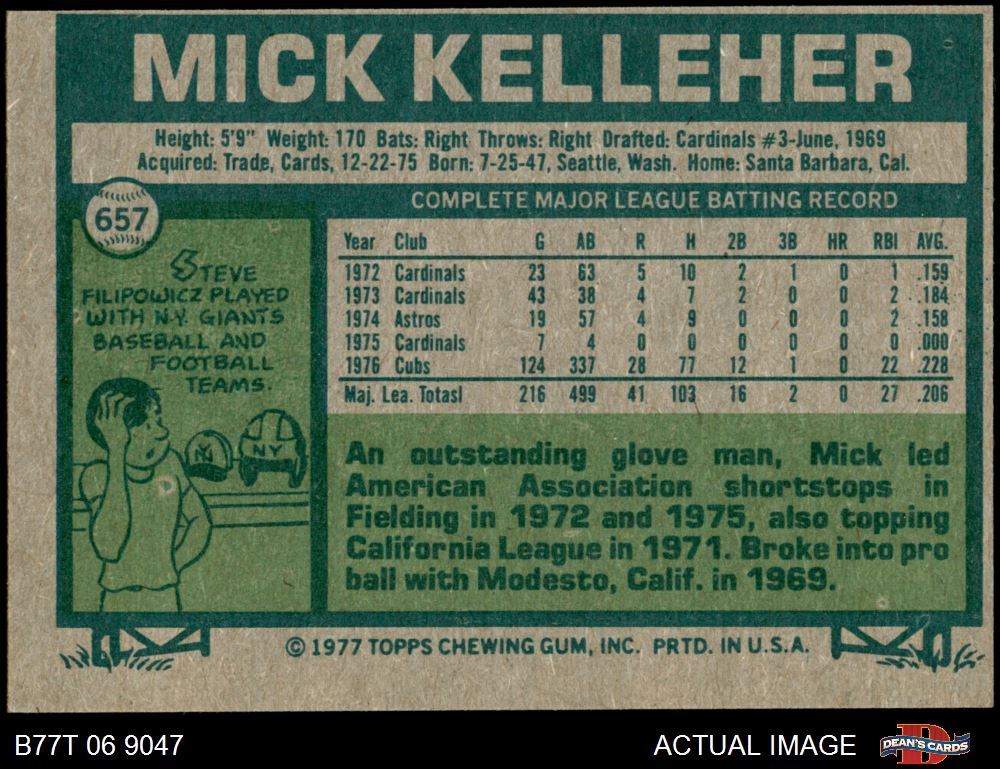 MICK KELLEHER
Height: 5'9" Weight: 170 Bats: Right Throws: Right Drafted: Cardinals #3-June, 1969
Acquired: Trade, Cards, 12-22-75 Born: 7-25-47, Seattle, Wash. Home: Santa Barbara, Cal.
657
COMPLETE MAJOR LEAGUE BATTING RECORD
Year Club G AB R H 2B 3B HR RBI AVG.
1972 Cardinals 23 63 5 10 2 1 0 1 .159
1973 Cardinals 43 38 4 7 2 0 0 2 .184
1974 Astros 19 57 4 9 0 0 0 2 .158
1975 Cardinals 7 4 0 0 0 0 0 0 .000
1976 Cubs 124 337 28 77 12 1 0 22 .228
Maj. Lea. Totasl 216 499 41 103 16 2 0 27 .206
STEVE
FILIPOWICZ PLAYED
WITH N.Y. GIANTS
BASEBALL AND
FOOTBALL
TEAMS.
NY
NY
An outstanding glove man, Mick led
American Association shortstops in
Fielding in 1972 and 1975, also topping
California League in 1971. Broke into pro
ball with Modesto, Calif. in 1969.
© 1977 TOPPS CHEWING GUM, INC. PRTD. IN U.S.A.
B77T 06 9047
ACTUAL IMAGE
D
DEAN'S CARDS